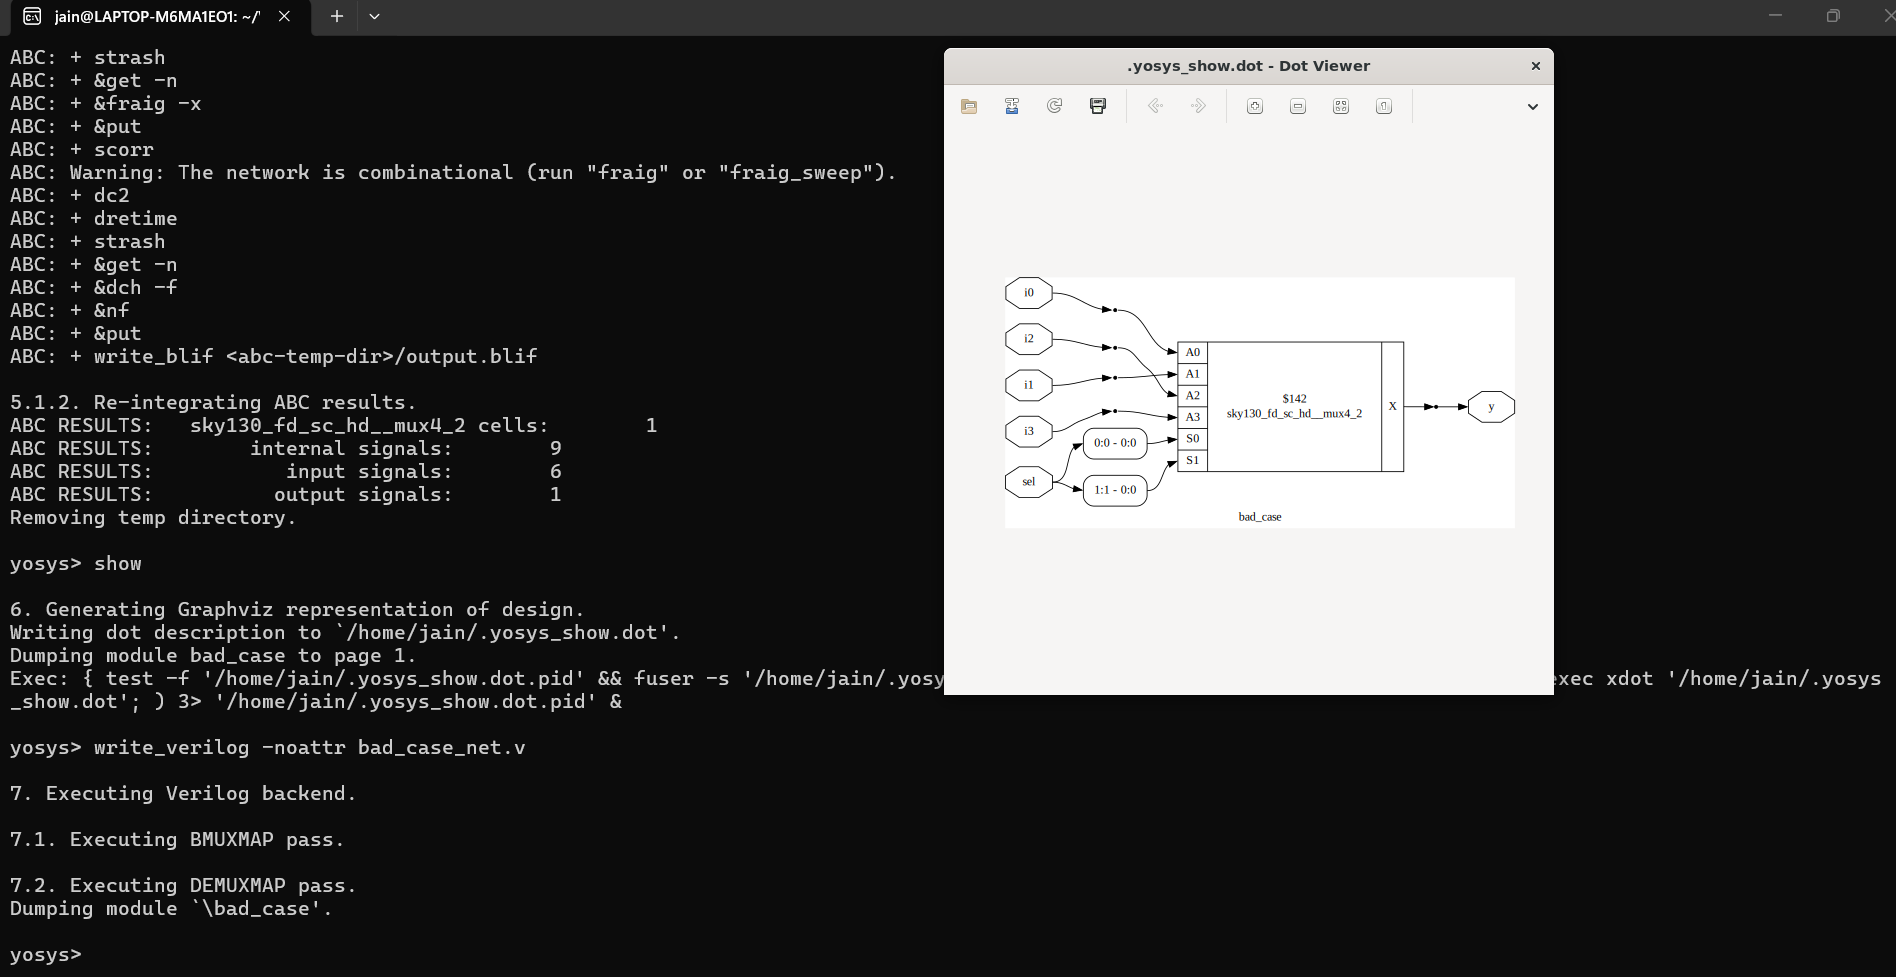 jain@LAPTOP-M6MA1EO1: ~/'
ABC: + strash
ABC: + &get -n
ABC: + &fraig -x
ABC: + &put
ABC: + scorr
ABC: Warning: The network is combinational (run "fraig" or "fraig_sweep").
ABC: + dc2
ABC: + dretime
ABC: + strash
ABC: + &get -n
ABC: + &dch -f
ABC: + &nf
ABC: + &put
ABC: + write_blif <abc-temp-dir>/output.blif
5.1.2. Re-integrating ABC results.
ABC RESULTS:   sky130_fd_sc_hd__mux4_2 cells:        1
ABC RESULTS:        internal signals:        9
ABC RESULTS:           input signals:        6
ABC RESULTS:          output signals:        1
Removing temp directory.
yosys> show
6. Generating Graphviz representation of design.
Writing dot description to `/home/jain/.yosys_show.dot'.
Dumping module bad_case to page 1.
Exec: { test -f '/home/jain/.yosys_show.dot.pid' && fuser -s '/home/jain/.yosy
exec xdot '/home/jain/.yosys
_show.dot'; ) 3> '/home/jain/.yosys_show.dot.pid' &
yosys> write_verilog -noattr bad_case_net.v
7. Executing Verilog backend.
7.1. Executing BMUXMAP pass.
7.2. Executing DEMUXMAP pass.
Dumping module `\bad_case'.
yosys>
.yosys_show.dot - Dot Viewer
i0
i2
i1
i3
sel
0:0 - 0:0
1:1 - 0:0
A0
A1
A2
A3
S0
S1
$142
sky130_fd_sc_hd__mux4_2
X
y
bad_case